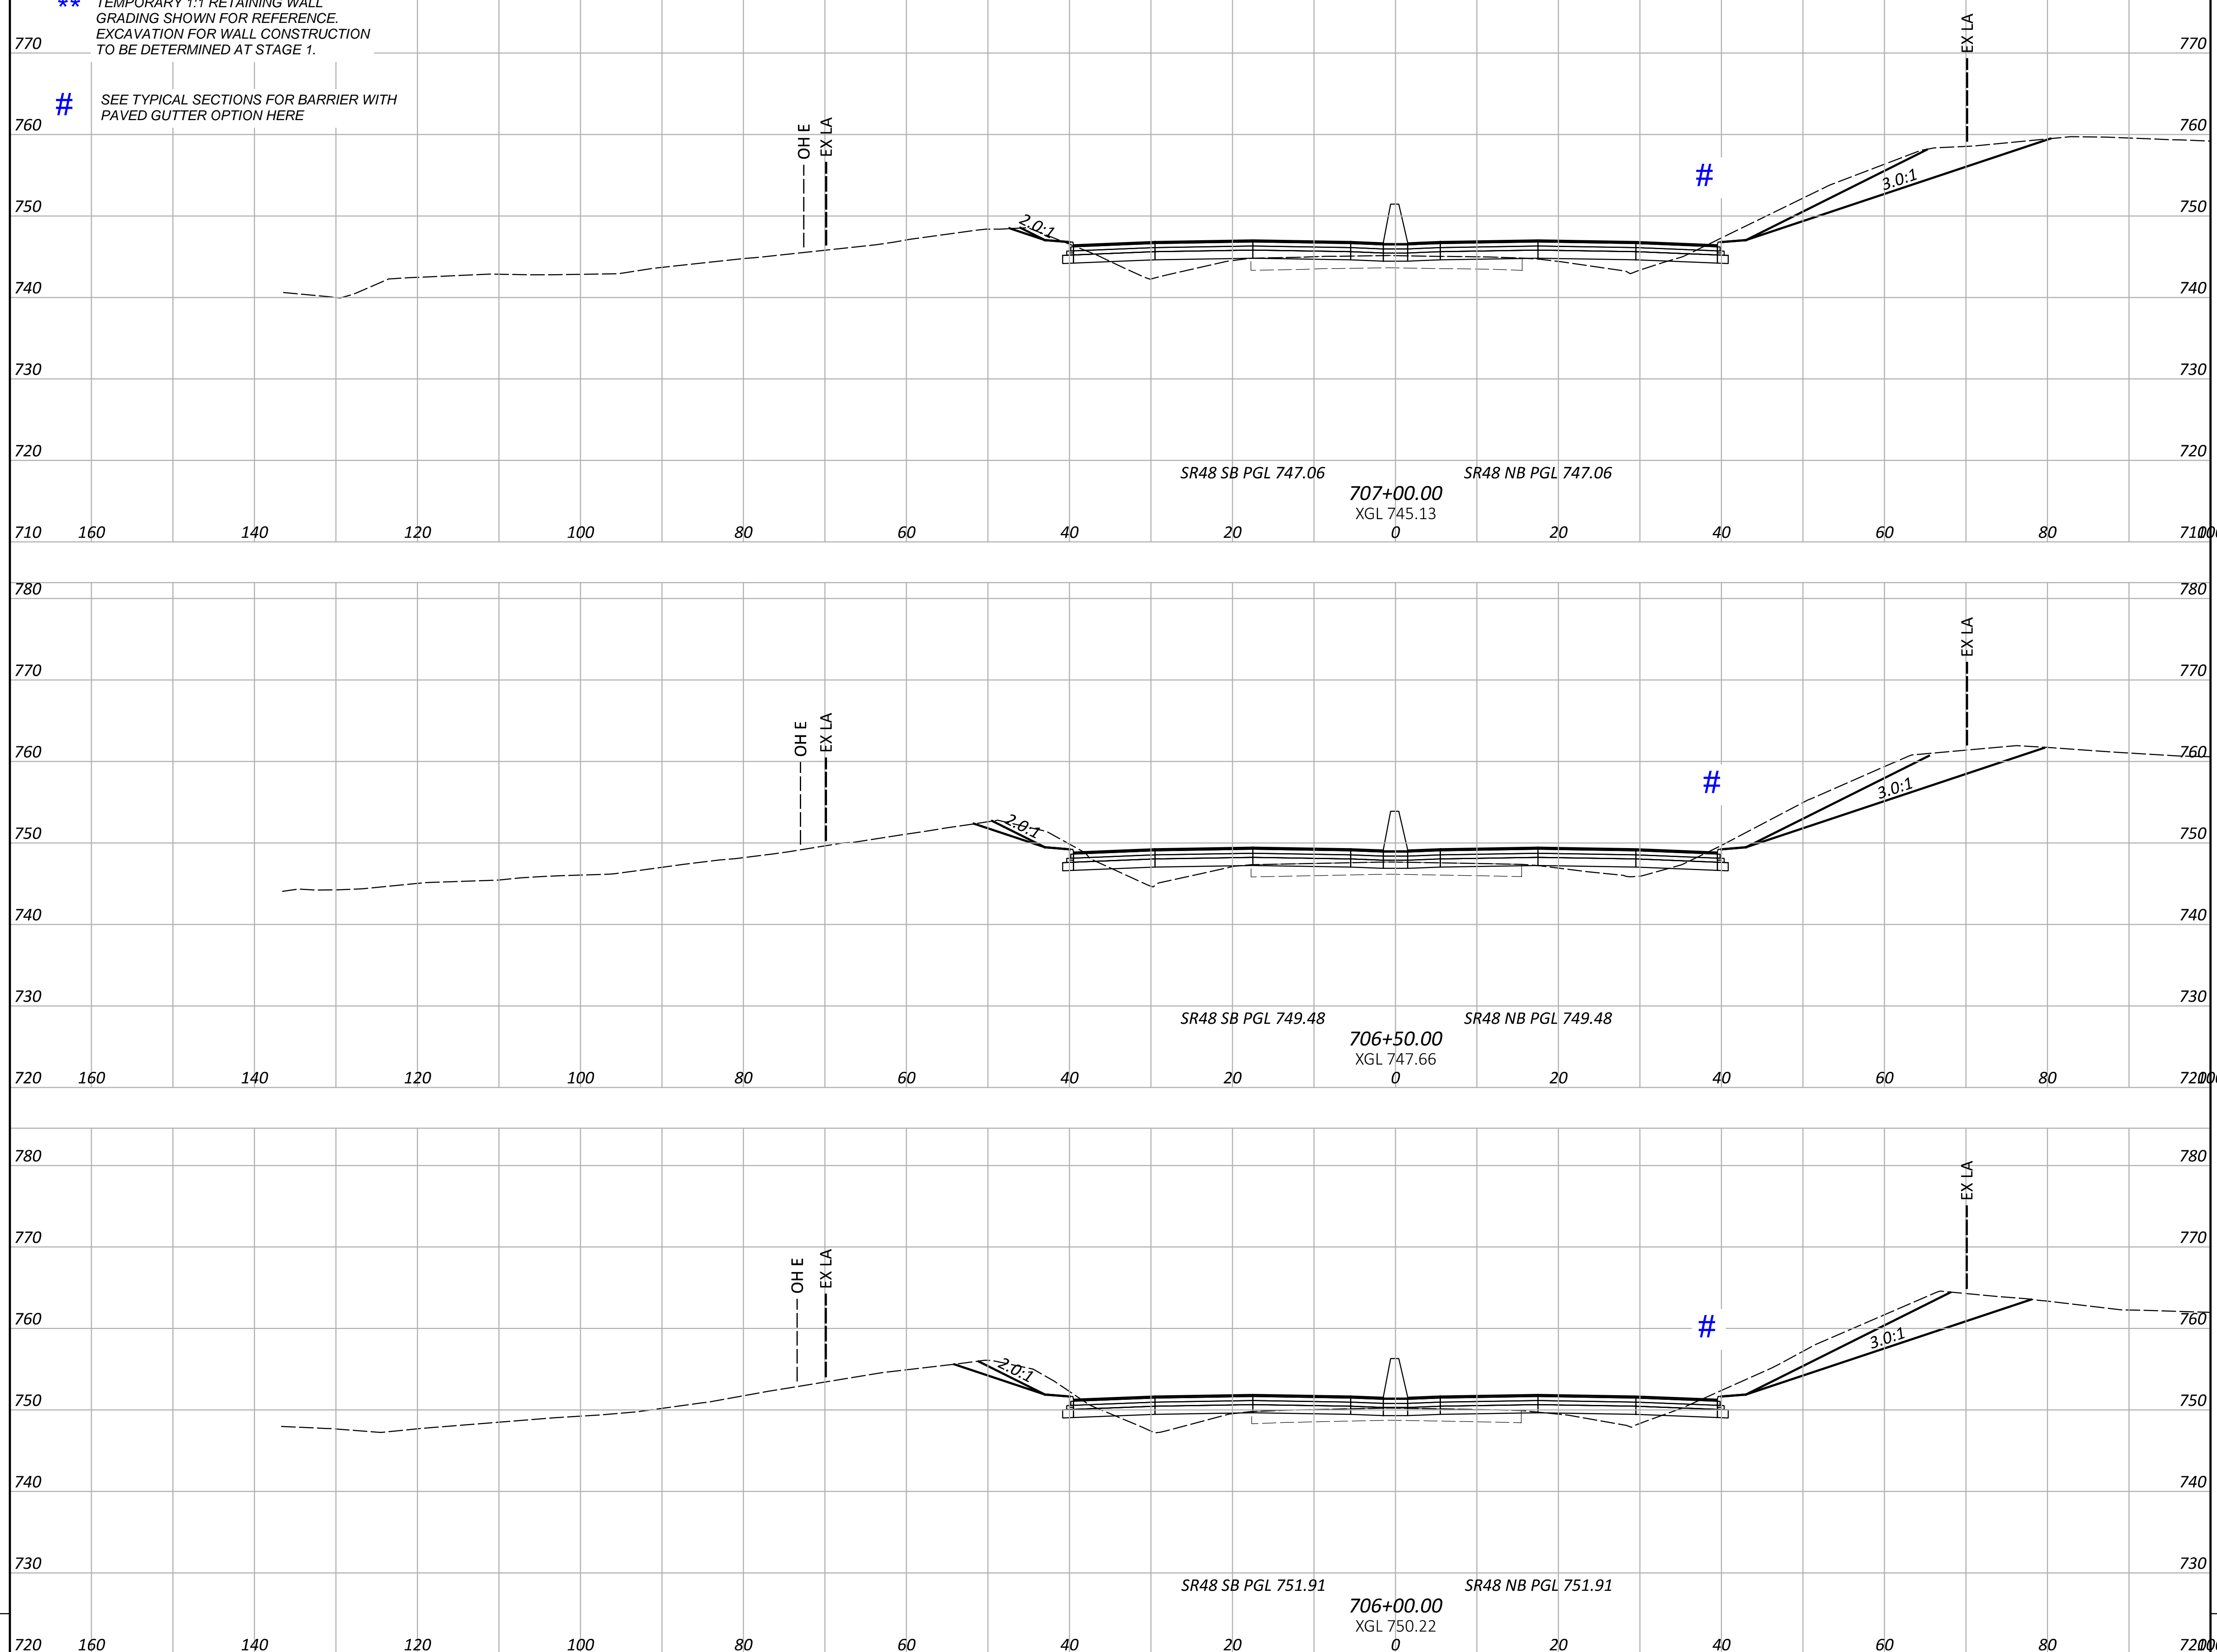 ** TEMPORARY 1:1 RETAINING WALL
GRADING SHOWN FOR REFERENCE.
EXCAVATION FOR WALL CONSTRUCTION
TO BE DETERMINED AT STAGE 1.
# SEE TYPICAL SECTIONS FOR BARRIER WITH
PAVED GUTTER OPTION HERE
770 770
760 760
750 750
740 740
730 730
720 720
OH E
EX LA
2.0:1
#
3.0:1
EX LA
SR48 SB PGL 747.06 SR48 NB PGL 747.06
707+00.00
XGL 745.13
710 160 140 120 100 80 60 40 20 0 20 40 60 80 710 100
780 780
770 770
760 760
750 750
740 740
730 730
OH E
EX LA
2.0:1
#
3.0:1
EX LA
SR48 SB PGL 749.48 SR48 NB PGL 749.48
706+50.00
XGL 747.66
720 160 140 120 100 80 60 40 20 0 20 40 60 80 720 100
780 780
770 770
760 760
750 750
740 740
730 730
OH E
EX LA
2.0:1
#
3.0:1
EX LA
SR48 SB PGL 751.91 SR48 NB PGL 751.91
706+00.00
XGL 750.22
720 160 140 120 100 80 60 40 20 0 20 40 60 80 720 100